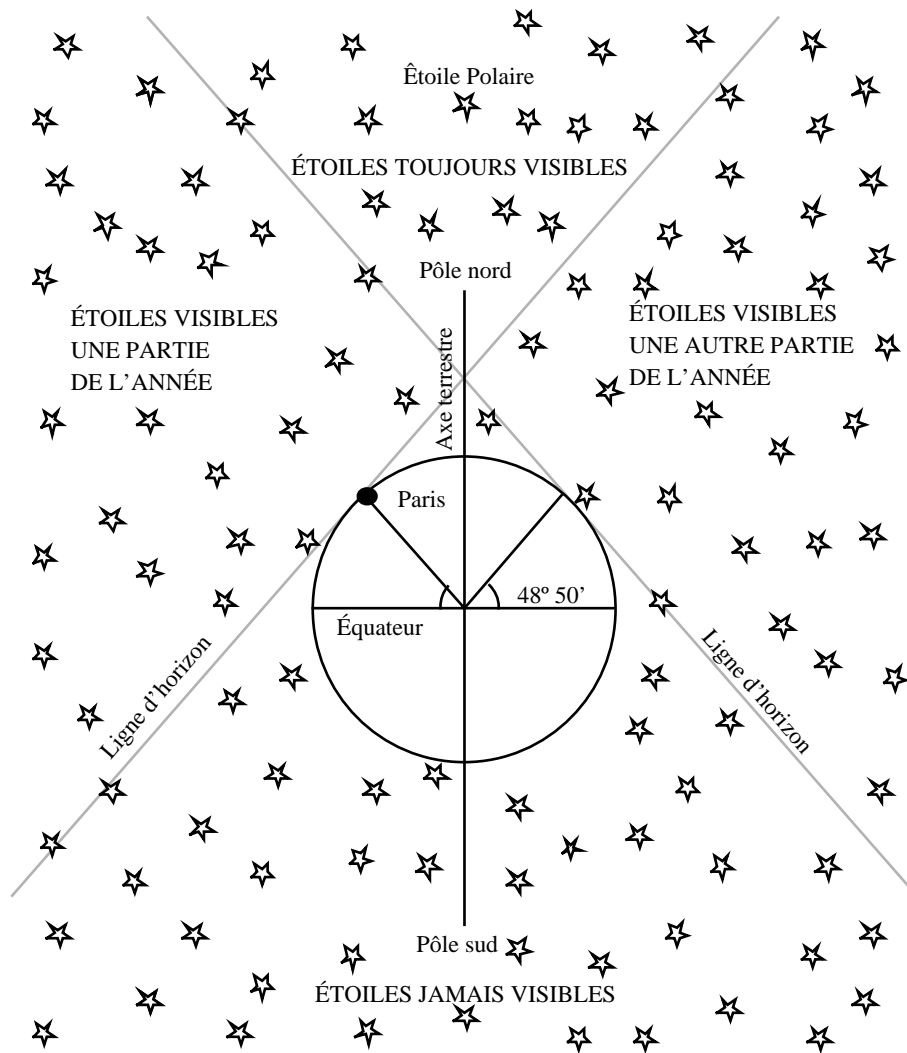 Êtoile Polaire
ÉTOILES TOUJOURS VISIBLES
Pôle nord
ÉTOILES VISIBLES
UNE PARTIE
DE L’ANNÉE
ÉTOILES VISIBLES
UNE AUTRE PARTIE
DE L’ANNÉE
Axe terrestre
Paris
48º 50’
Équateur
Ligne d’horizon
Ligne d’horizon
Pôle sud
ÉTOILES JAMAIS VISIBLES